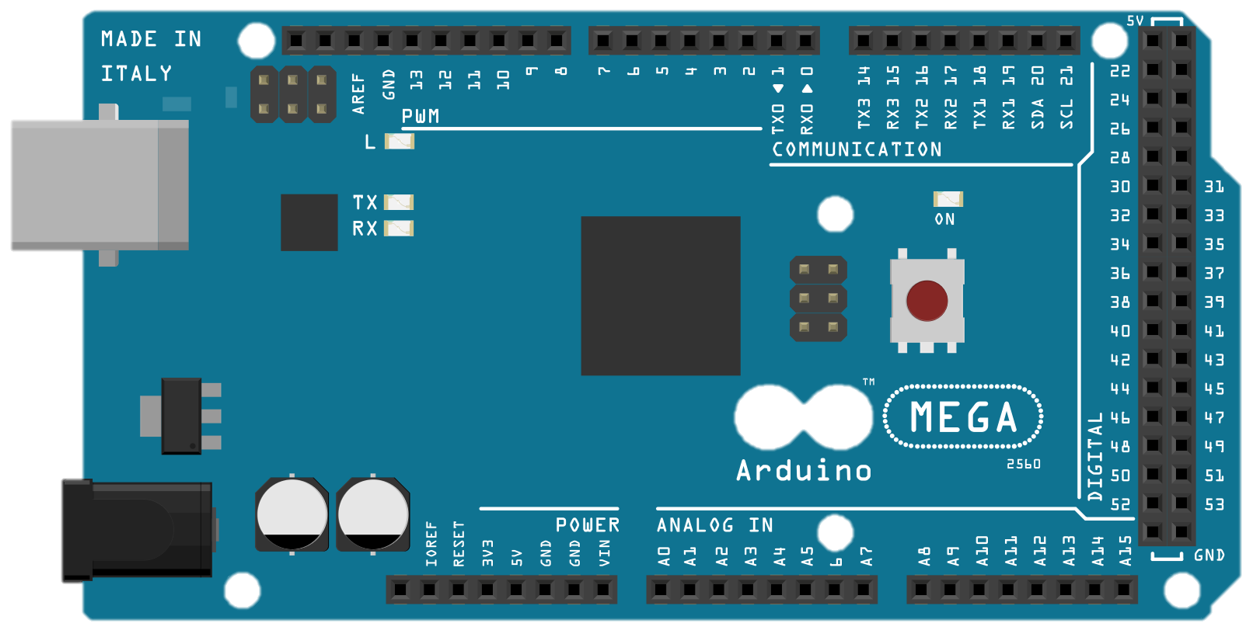 MADE IN
ITALY
5V
AREF
GND
13
12
11
10
9
8
7
6
5
4
3
2
TX0 ◀ 1
RX0 ▶ 0
TX3 14
RX3 15
TX2 16
RX2 17
TX1 18
RX1 19
SDA 20
SCL 21
PWM
COMMUNICATION
L
TX
RX
ON
22
24
26
28
30 31
32 33
34 35
36 37
38 39
40 41
42 43
44 45
46 47
48 49
50 51
52 53
DIGITAL
GND
TM
MEGA
2560
Arduino
POWER
ANALOG IN
IOREF
RESET
3V3
5V
GND
GND
VIN
A0
A1
A2
A3
A4
A5
A7
A8
A9
A10
A11
A12
A13
A14
A15